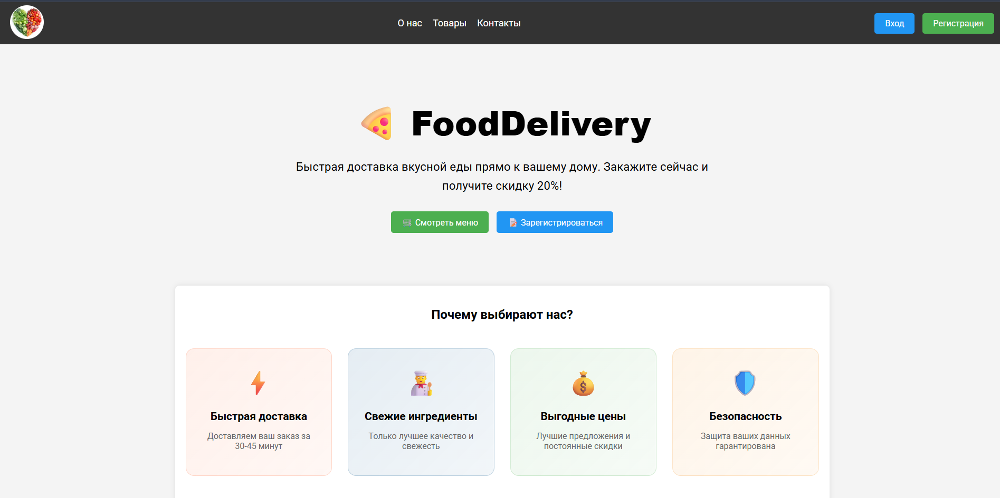 О нас Товары Контакты Вход Регистрация
FoodDelivery
Быстрая доставка вкусной еды прямо к вашему дому. Закажите сейчас и
получите скидку 20%!
Смотреть меню Зарегистрироваться
Почему выбирают нас?
Быстрая доставка
Доставляем ваш заказ за
30-45 минут
Свежие ингредиенты
Только лучшее качество и
свежесть
Выгодные цены
Лучшие предложения и
постоянные скидки
Безопасность
Защита ваших данных
гарантирована